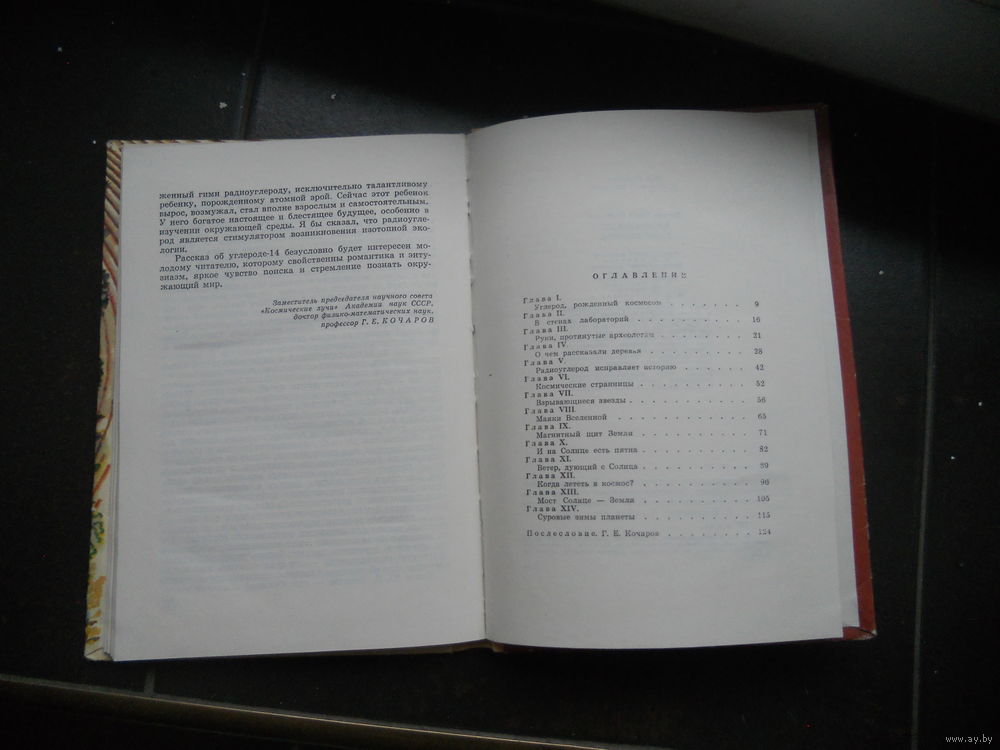 женный гимн радиоуглероду, исключительно талантливому
ребенку, порожденному атомной эрой. Сейчас этот ребенок
вырос, возмужал, стал вполне взрослым и самостоятельным.
У него богатое настоящее и блестящее будущее, особенно в
изучении окружающей среды. Я бы сказал, что радиоугле-
род является стимулятором возникновения изотопной эко-
логии.
Рассказ об углероде-14 безусловно будет интересен мо-
лодому читателю, которому свойственны романтика и энту-
зиазм, яркое чувство поиска и стремление познать окру-
жающий мир.
Заместитель председателя научного совета
«Космические лучи» Академии наук СССР,
доктор физико-математических наук,
профессор Г. Е. КОЧАРОВ
ОГЛАВЛЕНИЕ
Глава I.
Углерод, рожденный космосом . . . . . . . 9
Глава II.
В стенах лабораторий . . . . . . . . . 16
Глава III.
Руки, протянутые археологам . . . . . . . 21
Глава IV.
О чем рассказали деревья . . . . . . . . 28
Глава V.
Радиоуглерод исправляет историю . . . . . . 42
Глава VI.
Космические странницы . . . . . . . . . 52
Глава VII.
Взрывающиеся звезды . . . . . . . . . 56
Глава VIII.
Маяки Вселенной . . . . . . . . . . 65
Глава IX.
Магнитный щит Земли . . . . . . . . . 71
Глава X.
И на Солнце есть пятна . . . . . . . . 82
Глава XI.
Ветер, дующий с Солнца . . . . . . . . 89
Глава XII.
Когда лететь в космос? . . . . . . . . 96
Глава XIII.
Мост Солнце — Земля . . . . . . . . 105
Глава XIV.
Суровые зимы планеты . . . . . . . . 115
Послесловие. Г. Е. Кочаров . . . . . . . 124
www.ay.by